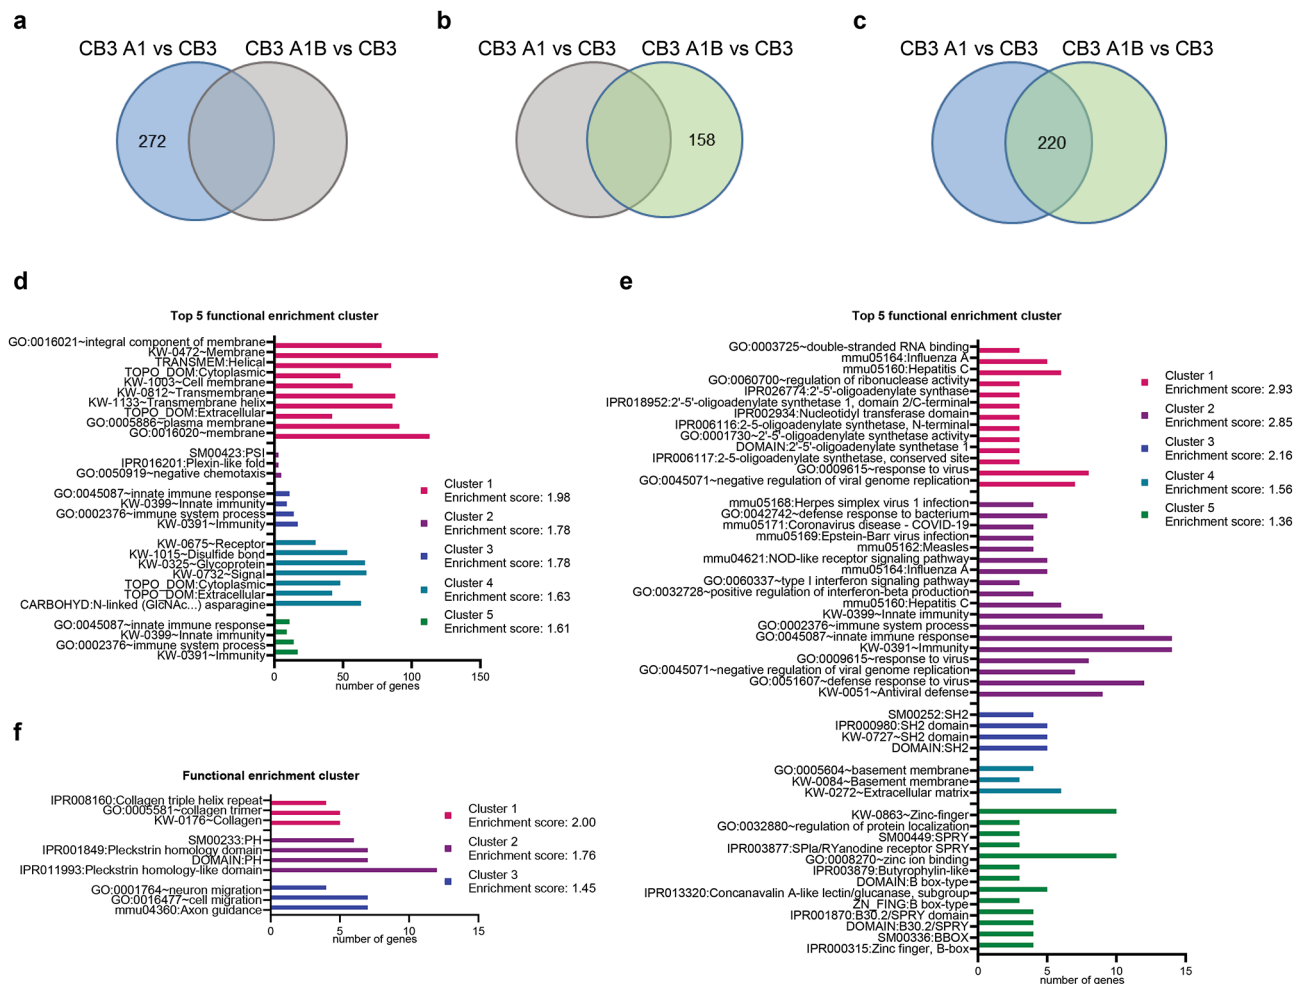 a
CB3 A1 vs CB3
CB3 A1B vs CB3
272
b
CB3 A1 vs CB3
CB3 A1B vs CB3
158
c
CB3 A1 vs CB3
CB3 A1B vs CB3
220
d
Top 5 functional enrichment cluster
GO:0016021~integral component of membrane
KW-0472~Membrane
TRANSMEM:Helical
TOPO_DOM:Cytoplasmic
KW-1003~Cell membrane
KW-0812~Transmembrane
KW-1133~Transmembrane helix
TOPO_DOM:Extracellular
GO:0005886~plasma membrane
GO:0016020~membrane
SM00423:PSI
IPR016201:Plexin-like fold
GO:0050919~negative chemotaxis
GO:0045087~innate immune response
KW-0399~Innate immunity
GO:0002376~immune system process
KW-0391~Immunity
KW-0675~Receptor
KW-1015~Disulfide bond
KW-0325~Glycoprotein
KW-0732~Signal
TOPO_DOM:Cytoplasmic
TOPO_DOM:Extracellular
CARBOHYD:N-linked (GlcNAc...) asparagine
GO:0045087~innate immune response
KW-0399~Innate immunity
GO:0002376~immune system process
KW-0391~Immunity
0 50 100 150
number of genes
Cluster 1
Enrichment score: 1.98
Cluster 2
Enrichment score: 1.78
Cluster 3
Enrichment score: 1.78
Cluster 4
Enrichment score: 1.63
Cluster 5
Enrichment score: 1.61
e
Top 5 functional enrichment cluster
GO:0003725~double-stranded RNA binding
mmu05164:Influenza A
mmu05160:Hepatitis C
GO:0060700~regulation of ribonuclease activity
IPR026774:2'-5'-oligoadenylate synthase
IPR018952:2'-5'-oligoadenylate synthetase 1, domain 2/C-terminal
IPR002934:Nucleotidyl transferase domain
IPR006116:2-5-oligoadenylate synthetase, N-terminal
GO:0001730~2'-5'-oligoadenylate synthetase activity
DOMAIN:2'-5'-oligoadenylate synthetase 1
IPR006117:2-5-oligoadenylate synthetase, conserved site
GO:0009615~response to virus
GO:0045071~negative regulation of viral genome replication
mmu05168:Herpes simplex virus 1 infection
GO:0042742~defense response to bacterium
mmu05171:Coronavirus disease - COVID-19
mmu05169:Epstein-Barr virus infection
mmu05162:Measles
mmu04621:NOD-like receptor signaling pathway
mmu05164:Influenza A
GO:0060337~type I interferon signaling pathway
GO:0032728~positive regulation of interferon-beta production
mmu05160:Hepatitis C
KW-0399~Innate immunity
GO:0002376~immune system process
GO:0045087~innate immune response
KW-0391~Immunity
GO:0009615~response to virus
GO:0045071~negative regulation of viral genome replication
GO:0051607~defense response to virus
KW-0051~Antiviral defense
SM00252:SH2
IPR000980:SH2 domain
KW-0727~SH2 domain
DOMAIN:SH2
GO:0005604~basement membrane
KW-0084~Basement membrane
KW-0272~Extracellular matrix
KW-0863~Zinc-finger
GO:0032880~regulation of protein localization
SM00449:SPRY
IPR003877:SPla/RYanodine receptor SPRY
GO:0008270~zinc ion binding
IPR003879:Butyrophylin-like
DOMAIN:B box-type
IPR013320:Concanavalin A-like lectin/glucanase, subgroup
ZN_FING:B box-type
IPR001870:B30.2/SPRY domain
DOMAIN:B30.2/SPRY
SM00336:BBOX
IPR000315:Zinc finger, B-box
0 5 10 15
number of genes
Cluster 1
Enrichment score: 2.93
Cluster 2
Enrichment score: 2.85
Cluster 3
Enrichment score: 2.16
Cluster 4
Enrichment score: 1.56
Cluster 5
Enrichment score: 1.36
f
Functional enrichment cluster
IPR008160:Collagen triple helix repeat
GO:0005581~collagen trimer
KW-0176~Collagen
SM00233:PH
IPR001849:Pleckstrin homology domain
DOMAIN:PH
IPR011993:Pleckstrin homology-like domain
GO:0001764~neuron migration
GO:0016477~cell migration
mmu04360:Axon guidance
0 5 10 15
number of genes
Cluster 1
Enrichment score: 2.00
Cluster 2
Enrichment score: 1.76
Cluster 3
Enrichment score: 1.45